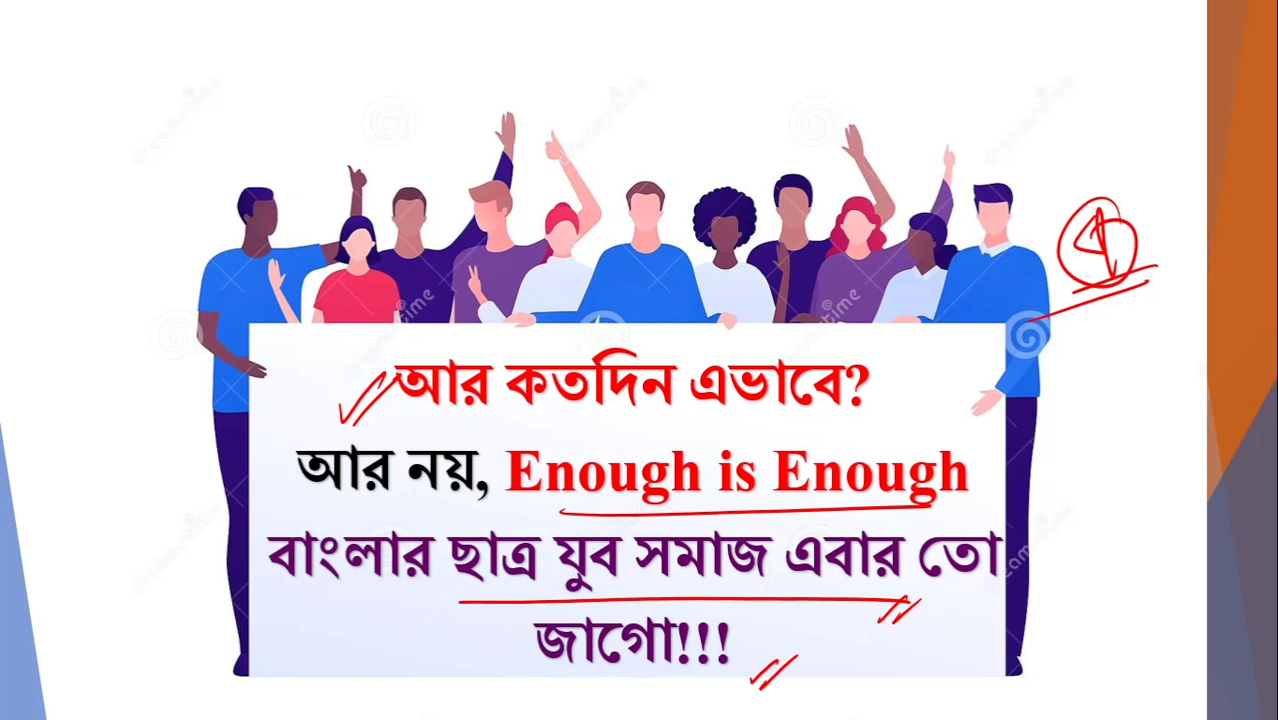 আর কতদিন এভাবে?
আর নয়, Enough is Enough
বাংলার ছাত্র যুব সমাজ এবার তো
জাগো!!!